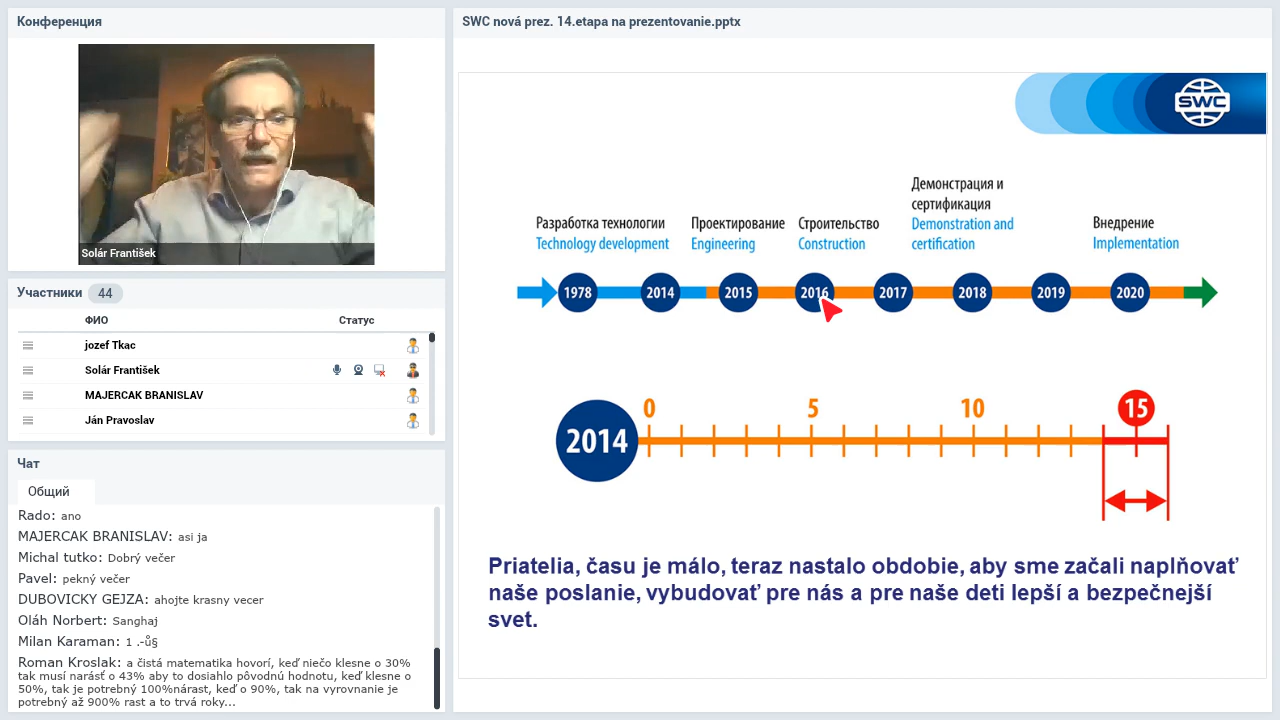 Конференция
Solár František
Участники 44
ФИО Статус
jozef Tkac
Solár František
MAJERCAK BRANISLAV
Ján Pravoslav
Чат
Общий
Rado: ano
MAJERCAK BRANISLAV: asi ja
Michal tutko: Dobrý večer
Pavel: pekný večer
DUBOVICKY GEJZA: ahojte krasny vecer
Oláh Norbert: Sanghaj
Milan Karaman: 1 .-ů§
Roman Kroslak: a čistá matematika hovorí, keď niečo klesne o 30%
tak musí narásť o 43% aby to dosiahlo pôvodnú hodnotu, keď klesne o
50%, tak je potrebný 100%nárast, keď o 90%, tak na vyrovnanie je
potrebný až 900% rast a to trvá roky...
SWC nová prez. 14.etapa na prezentovanie.pptx
SWC
Разработка технологии
Technology development
Проектирование
Engineering
Строительство
Construction
Демонстрация и
сертификация
Demonstration and
certification
Внедрение
Implementation
1978 2014 2015 2016 2017 2018 2019 2020
0 5 10 15
2014
Priatelia, času je málo, teraz nastalo obdobie, aby sme začali naplňovať
naše poslanie, vybudovať pre nás a pre naše deti lepší a bezpečnejší
svet.